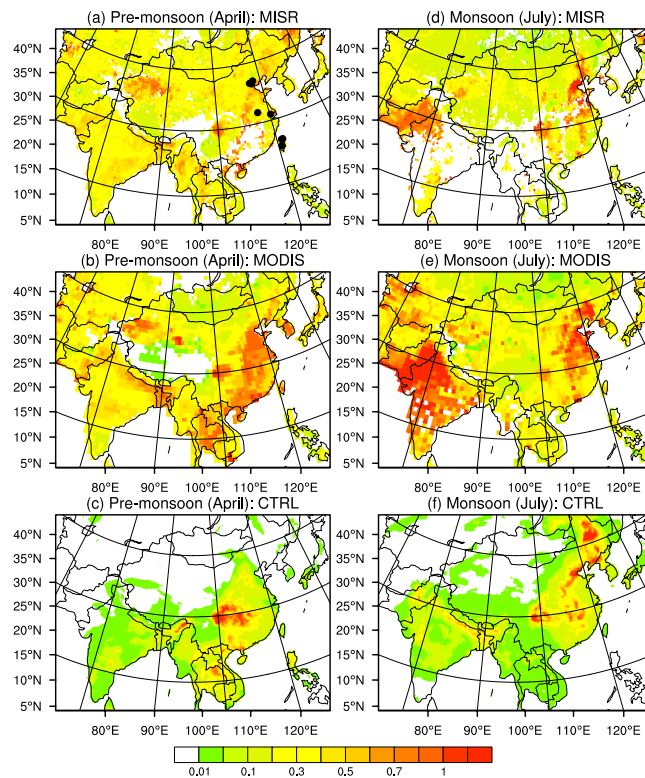 (a) Pre-monsoon (April): MISR
(d) Monsoon (July): MISR
40°N 40°N
35°N 35°N
30°N 30°N
25°N 25°N
20°N 20°N
15°N 15°N
10°N 10°N
5°N 5°N
80°E 90°E 100°E 110°E 120°E
80°E 90°E 100°E 110°E 120°E
(b) Pre-monsoon (April): MODIS
(e) Monsoon (July): MODIS
40°N 40°N
35°N 35°N
30°N 30°N
25°N 25°N
20°N 20°N
15°N 15°N
10°N 10°N
5°N 5°N
80°E 90°E 100°E 110°E 120°E
80°E 90°E 100°E 110°E 120°E
(c) Pre-monsoon (April): CTRL
(f) Monsoon (July): CTRL
40°N 40°N
35°N 35°N
30°N 30°N
25°N 25°N
20°N 20°N
15°N 15°N
10°N 10°N
5°N 5°N
80°E 90°E 100°E 110°E 120°E
80°E 90°E 100°E 110°E 120°E
0.01 0.1 0.3 0.5 0.7 1